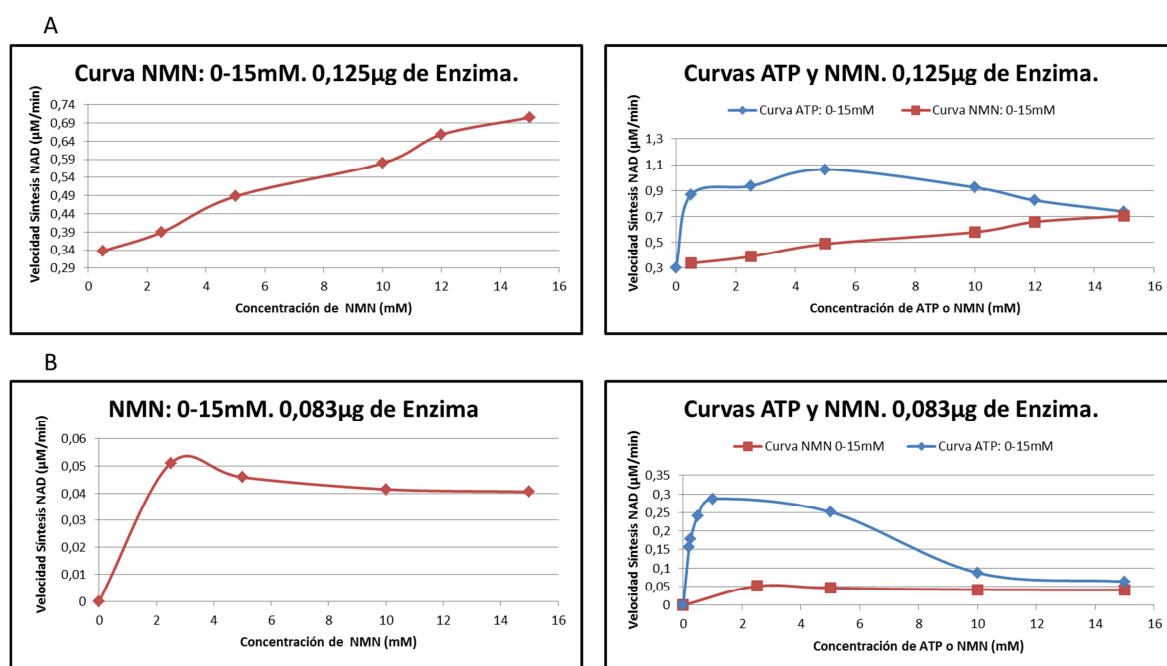 A
Curva NMN: 0-15mM. 0,125µg de Enzima.
Velocidad Síntesis NAD (µM/min)
0,74
0,69
0,64
0,59
0,54
0,49
0,44
0,39
0,34
0,29
0 2 4 6 8 10 12 14 16
Concentración de NMN (mM)
Curvas ATP y NMN. 0,125µg de Enzima.
Curva ATP: 0-15mM Curva NMN: 0-15mM
Velocidad Síntesis NAD (µM/min)
1,3
1,1
0,9
0,7
0,5
0,3
0 2 4 6 8 10 12 14 16
Concentración de ATP o NMN (mM)
B
NMN: 0-15mM. 0,083µg de Enzima
Velocidad Síntesis NAD (µM/min)
0,06
0,05
0,04
0,03
0,02
0,01
0
0 2 4 6 8 10 12 14 16
Concentración de NMN (mM)
Curvas ATP y NMN. 0,083µg de Enzima.
Curva NMN 0-15mM Curva ATP: 0-15mM
Velocidad Síntesis NAD (µM/min)
0,35
0,3
0,25
0,2
0,15
0,1
0,05
0
0 2 4 6 8 10 12 14 16
Concentración de ATP o NMN (mM)